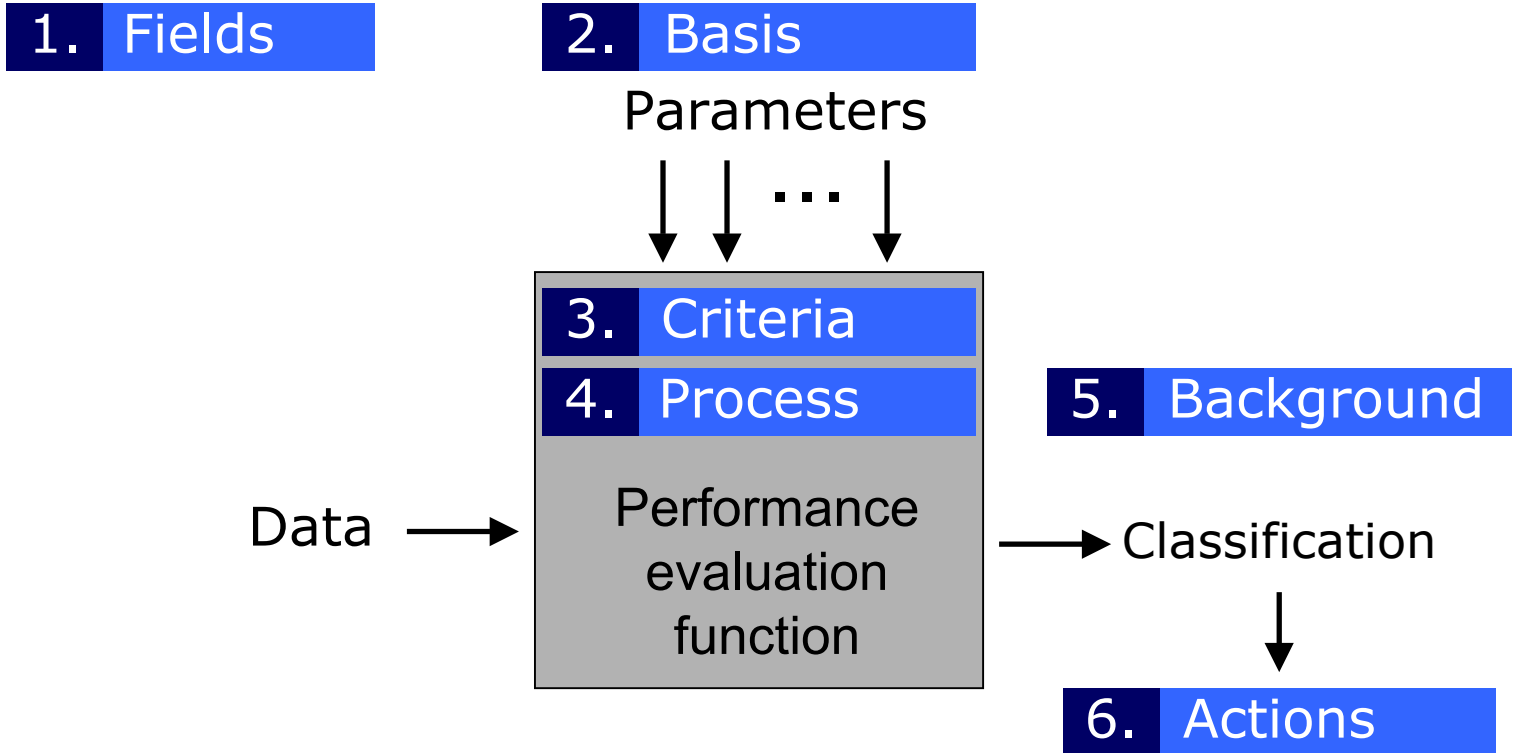 1. Fields
2. Basis
Parameters
...
3. Criteria
4. Process
5. Background
Data
Performance
evaluation
function
Classification
6. Actions